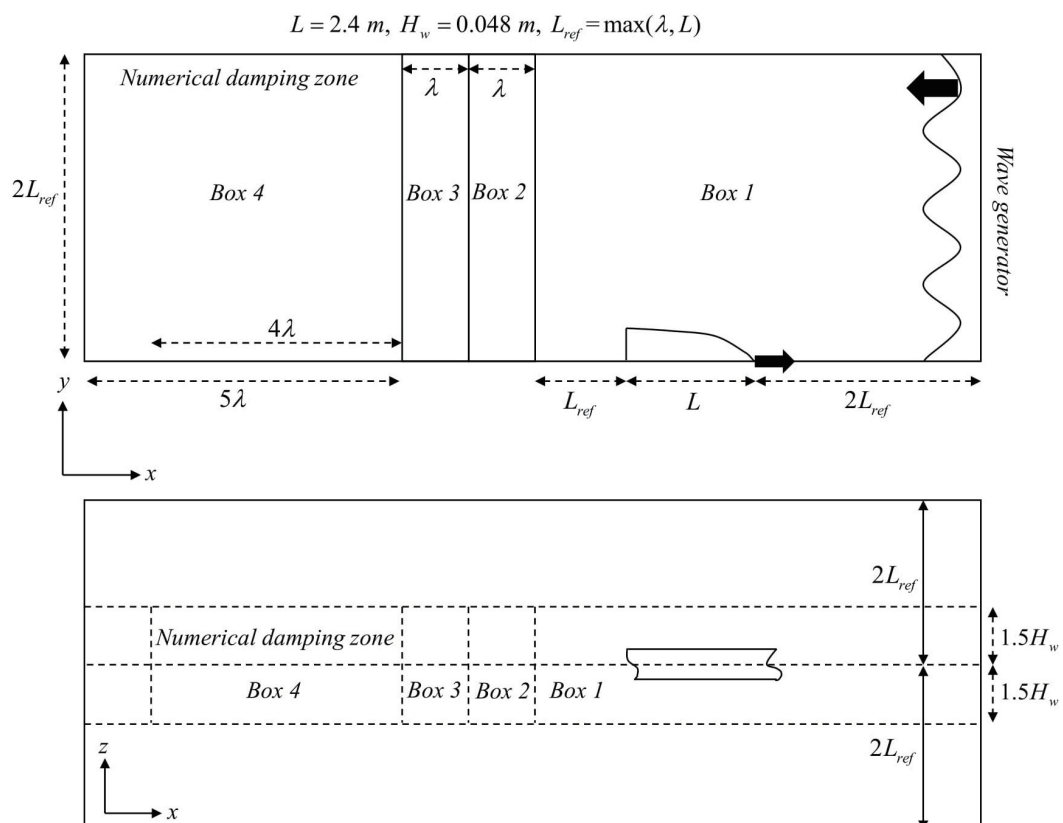 L = 2.4 m, H_w = 0.048 m, L_ref = max(λ, L)
Numerical damping zone
λ
λ
2L_ref
Box 4
Box 3
Box 2
Box 1
Wave generator
4λ
5λ
L_ref
L
2L_ref
y
x
2L_ref
1.5H_w
Numerical damping zone
Box 4
Box 3
Box 2
Box 1
1.5H_w
2L_ref
z
x